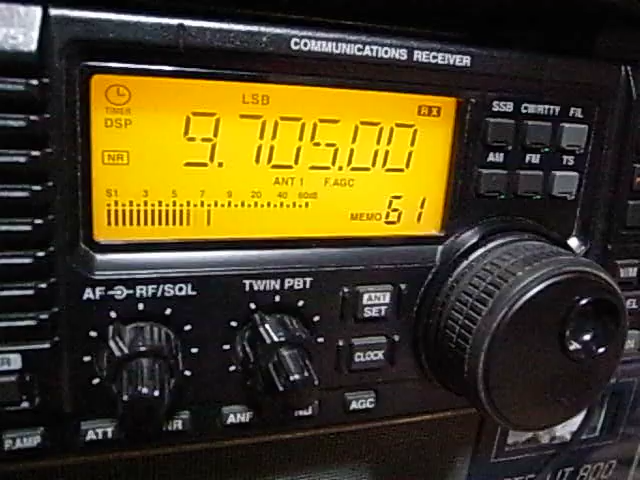 COMMUNICATIONS RECEIVER
TIMER
LSB
RX
DSP
9.705.00
NR
ANT 1 F.AGC
S1 3 5 7 9 20 40 60dB
MEMO 61
SSB CW/RTTY FIL
AM FM TS
AF RF/SQL
TWIN PBT
ANT
SET
CLOCK
P.AMP ATT NR ANF NB AGC